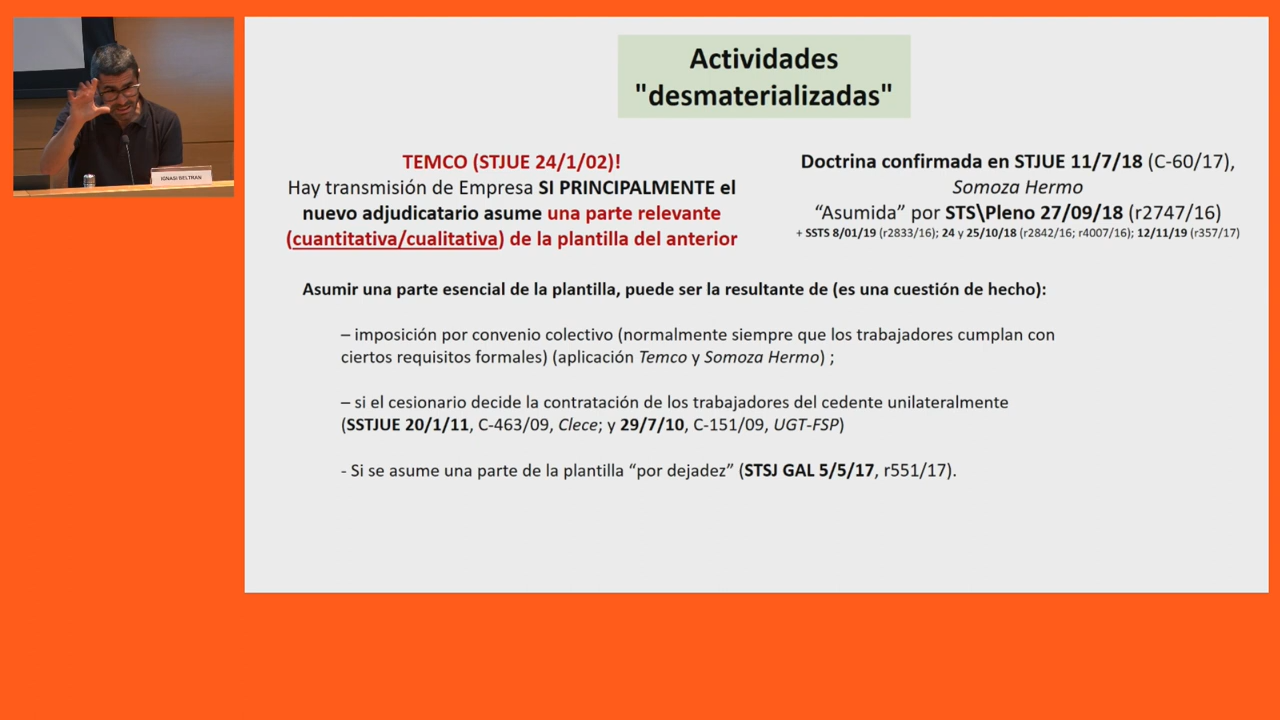 IGNASI BELTRAN
Actividades
"desmaterializadas"
TEMCO (STJUE 24/1/02)!
Hay transmisión de Empresa SI PRINCIPALMENTE el
nuevo adjudicatario asume una parte relevante
(cuantitativa/cualitativa) de la plantilla del anterior
Doctrina confirmada en STJUE 11/7/18 (C-60/17),
Somoza Hermo
“Asumida” por STS\Pleno 27/09/18 (r2747/16)
+ SSTS 8/01/19 (r2833/16); 24 y 25/10/18 (r2842/16; r4007/16); 12/11/19 (r357/17)
Asumir una parte esencial de la plantilla, puede ser la resultante de (es una cuestión de hecho):
– imposición por convenio colectivo (normalmente siempre que los trabajadores cumplan con
ciertos requisitos formales) (aplicación Temco y Somoza Hermo) ;
– si el cesionario decide la contratación de los trabajadores del cedente unilateralmente
(SSTJUE 20/1/11, C-463/09, Clece; y 29/7/10, C-151/09, UGT-FSP)
- Si se asume una parte de la plantilla “por dejadez” (STSJ GAL 5/5/17, r551/17).